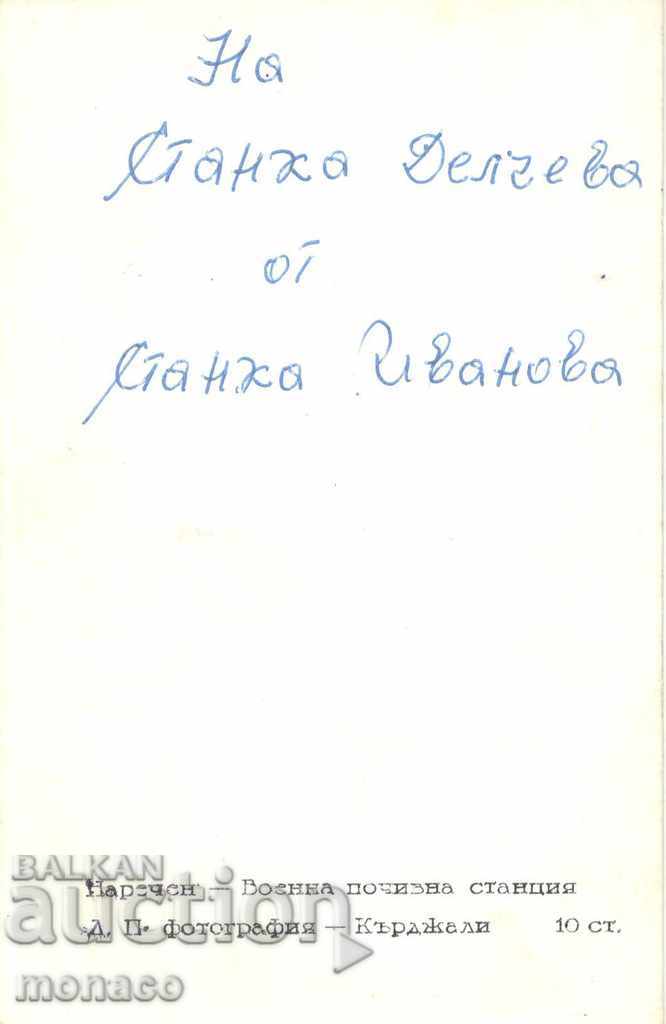 На
Станка Делчева
от
Станка Иванова
Наречен — Военна почивна станция
Д. П. фотография — Кърджали 10 ст.
BALKAN
auction
monaco